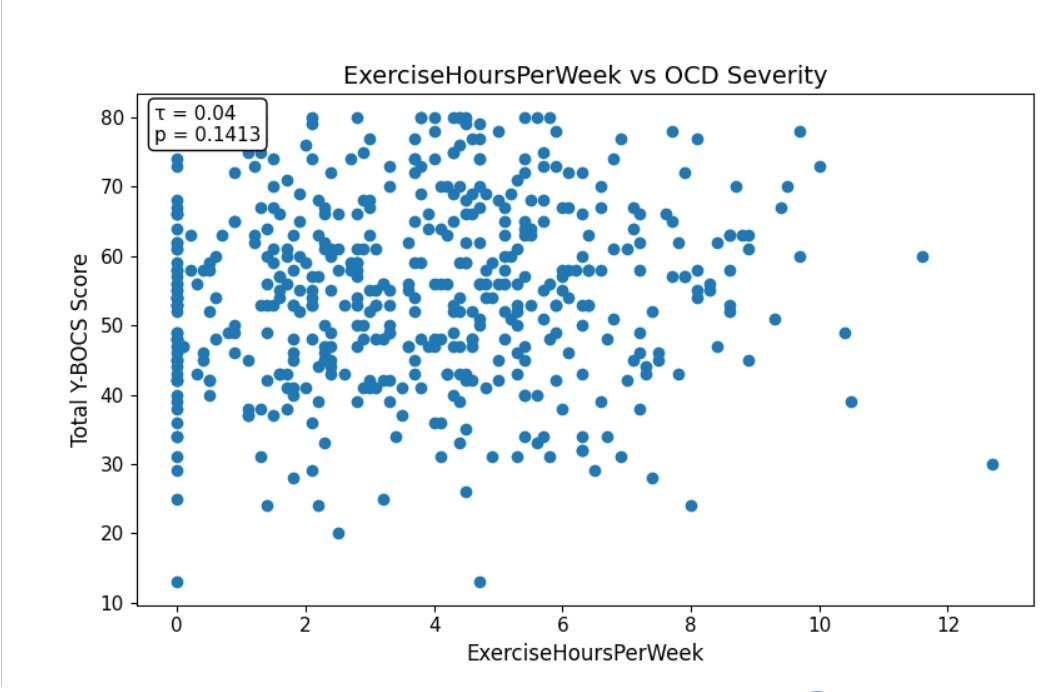 ExerciseHoursPerWeek vs OCD Severity
τ = 0.04
p = 0.1413
Total Y-BOCS Score
80
70
60
50
40
30
20
10
0 2 4 6 8 10 12
ExerciseHoursPerWeek